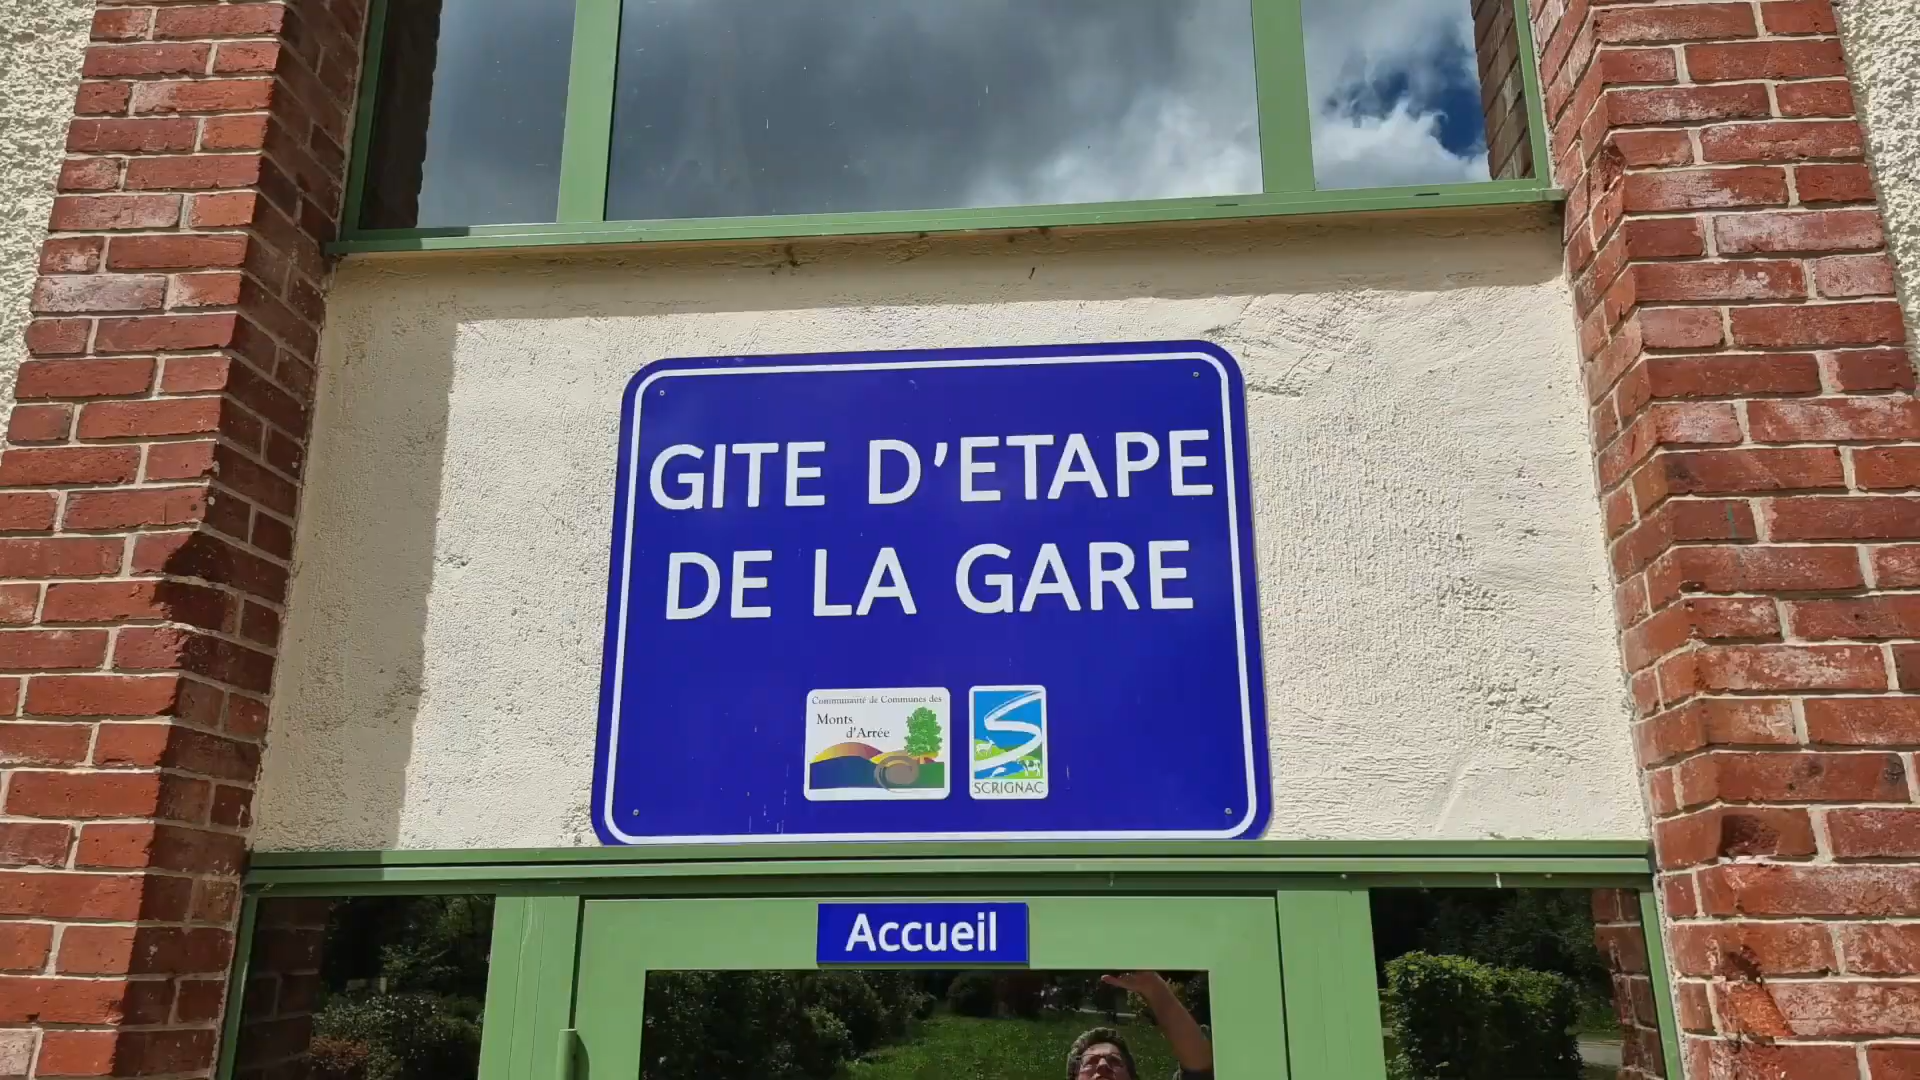 GITE D'ETAPE
DE LA GARE
Communauté de Communes des
Monts
d'Arrée
SCRIGNAC
Accueil